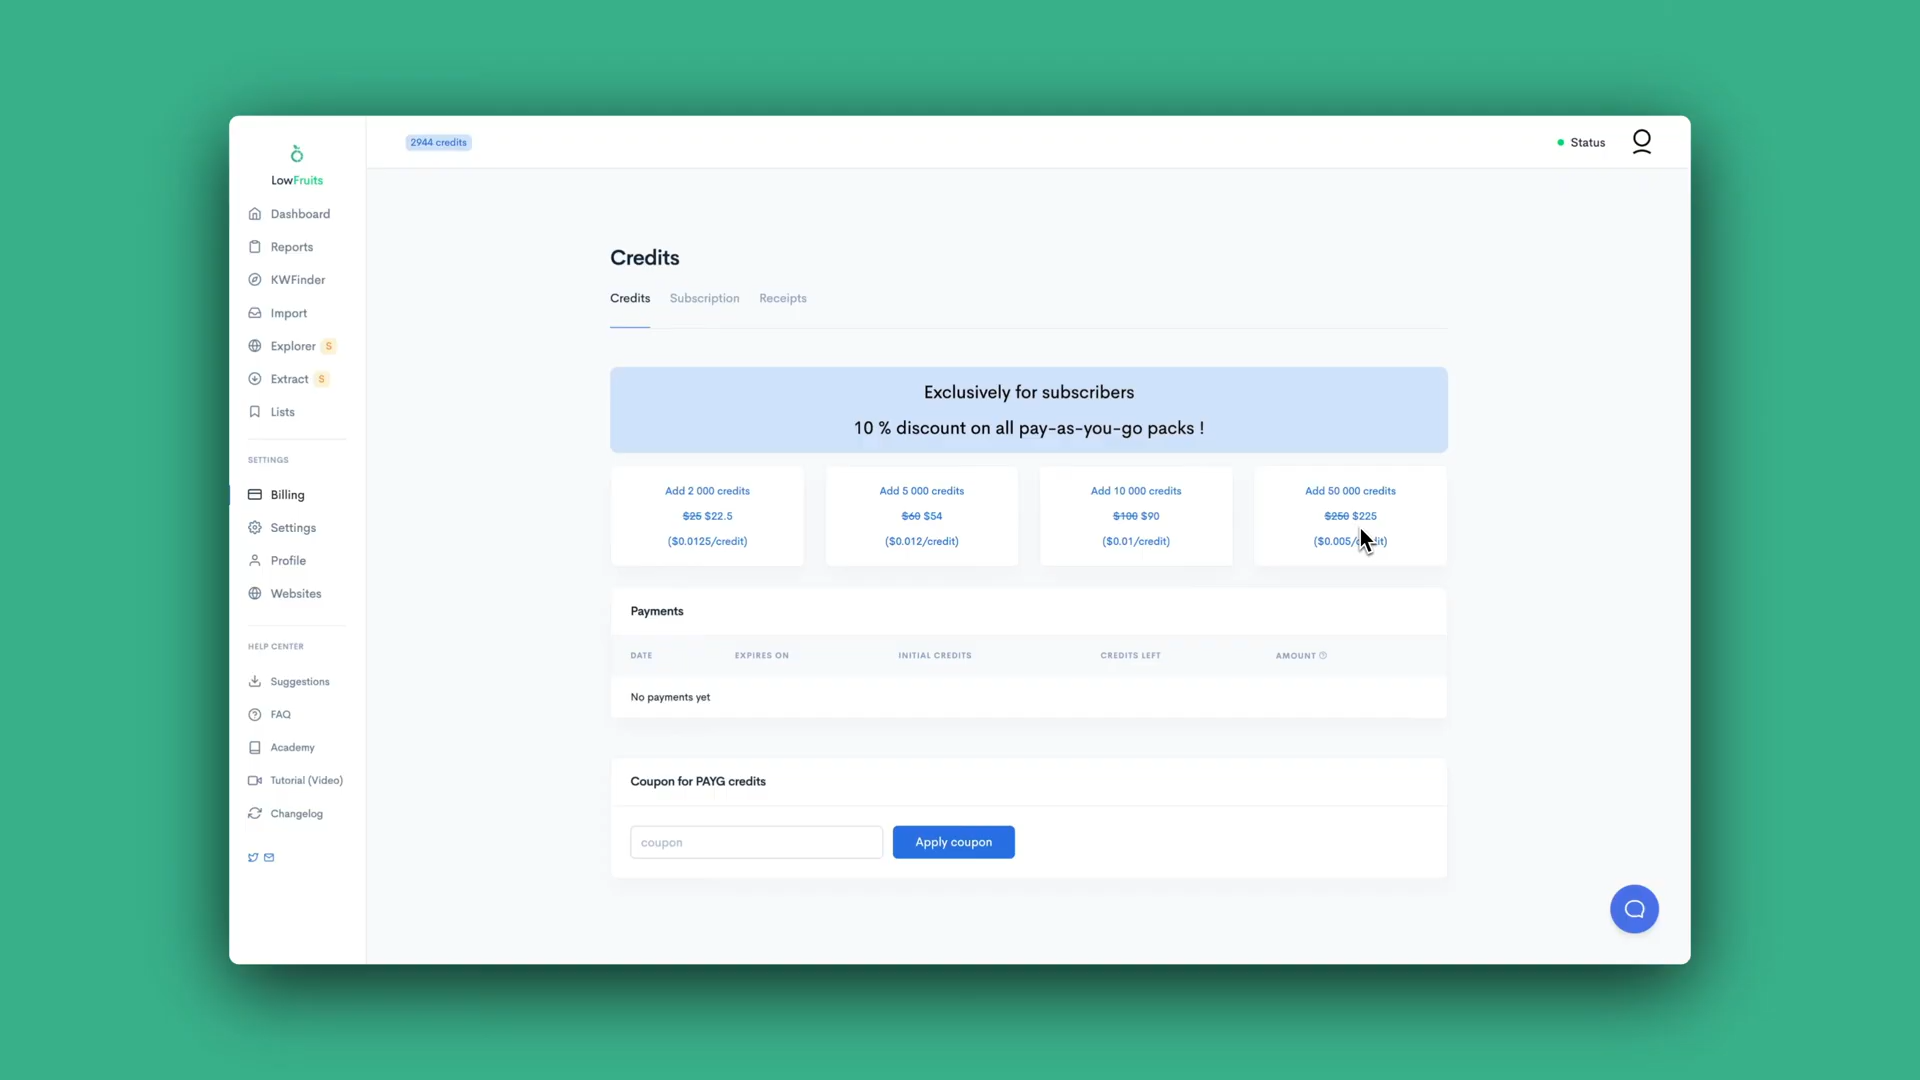 LowFruits
Dashboard
Reports
KWFinder
Import
Explorer S
Extract S
Lists
SETTINGS
Billing
Settings
Profile
Websites
HELP CENTER
Suggestions
FAQ
Academy
Tutorial (Video)
Changelog
2944 credits
Status
Credits
Credits Subscription Receipts
Exclusively for subscribers
10 % discount on all pay-as-you-go packs !
Add 2 000 credits
$25 $22.5
($0.0125/credit)
Add 5 000 credits
$60 $54
($0.012/credit)
Add 10 000 credits
$100 $90
($0.01/credit)
Add 50 000 credits
$250 $225
($0.005/credit)
Payments
DATE EXPIRES ON INITIAL CREDITS CREDITS LEFT AMOUNT
No payments yet
Coupon for PAYG credits
coupon
Apply coupon